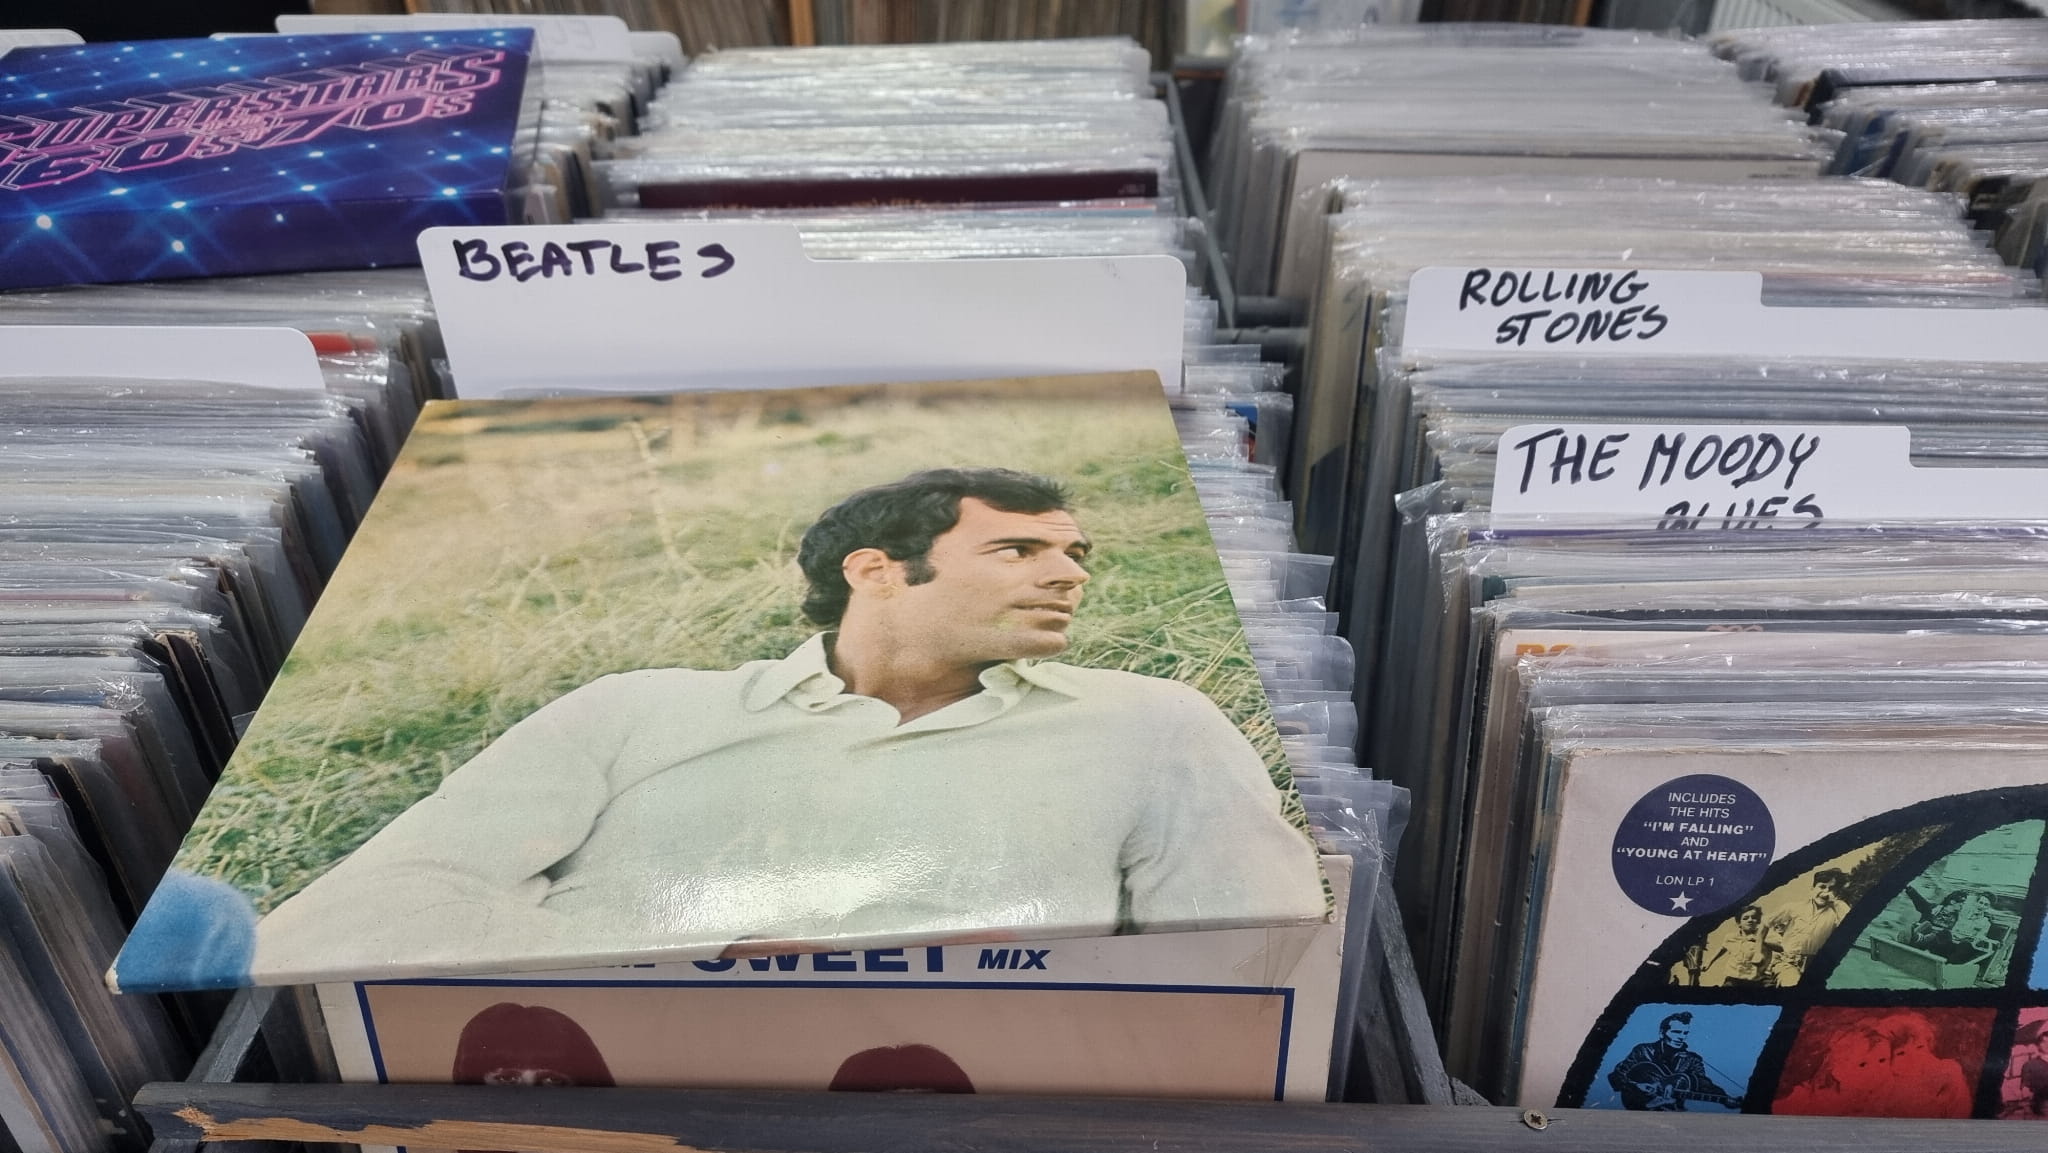 SUPERSTARS
60s 70s
BEATLES
ROLLING
STONES
THE MOODY
BLUES
INCLUDES
THE HITS
"I'M FALLING"
AND
"YOUNG AT HEART"
LON LP 1
SWEET MIX